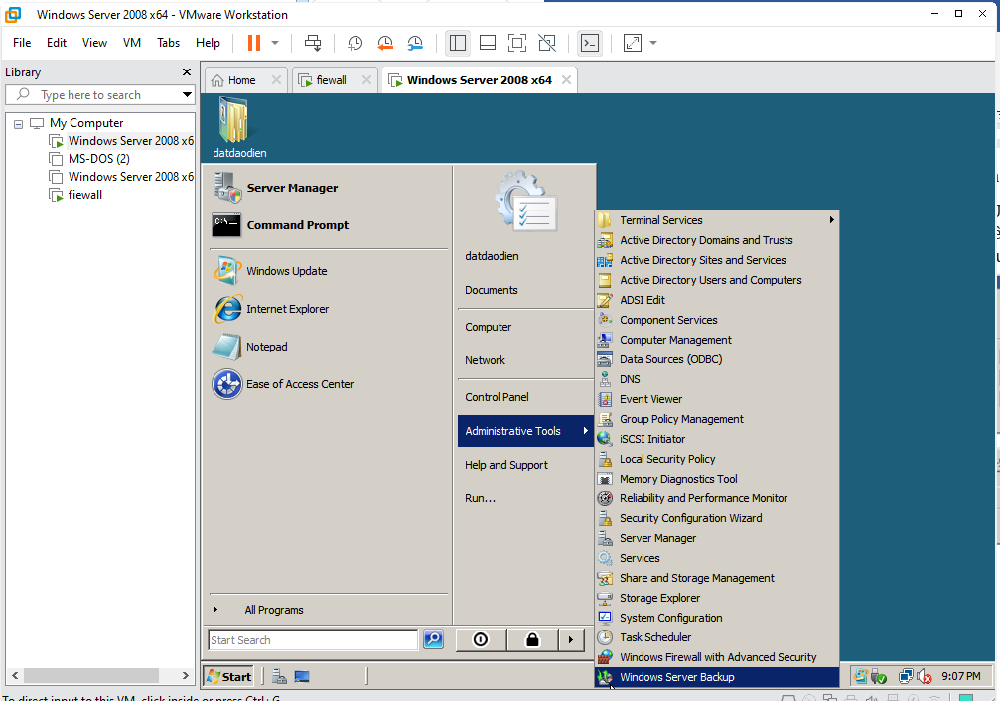 Windows Server 2008 x64 - VMware Workstation
File Edit View VM Tabs Help
Library
Type here to search
My Computer
Windows Server 2008 x6
MS-DOS (2)
Windows Server 2008 x6
fiewall
Home
fiewall
Windows Server 2008 x64
datdaodien
Server Manager
Command Prompt
Windows Update
Internet Explorer
Notepad
Ease of Access Center
All Programs
Start Search
datdaodien
Documents
Computer
Network
Control Panel
Administrative Tools
Help and Support
Run...
Terminal Services
Active Directory Domains and Trusts
Active Directory Sites and Services
Active Directory Users and Computers
ADSI Edit
Component Services
Computer Management
Data Sources (ODBC)
DNS
Event Viewer
Group Policy Management
iSCSI Initiator
Local Security Policy
Memory Diagnostics Tool
Reliability and Performance Monitor
Security Configuration Wizard
Server Manager
Services
Share and Storage Management
Storage Explorer
System Configuration
Task Scheduler
Windows Firewall with Advanced Security
Windows Server Backup
Start
9:07 PM
To direct input to this VM, click inside or press Ctrl+G.